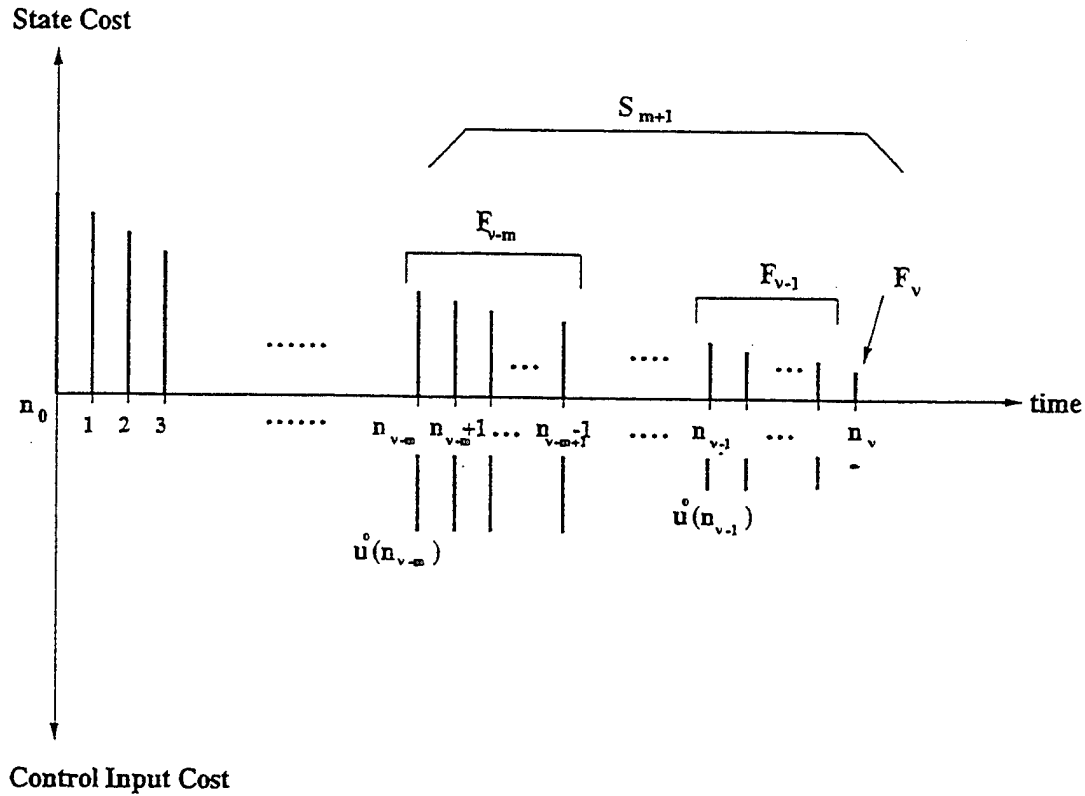 State Cost
S m+1
F ν-m
F ν-1
F ν
......
...
....
...
n 0
1 2 3
......
n ν-m
n ν-m +1 ...
n ν-m+1 -1
....
n ν-1
...
n ν
time
u° (n ν-m )
u° (n ν-1 )
Control Input Cost